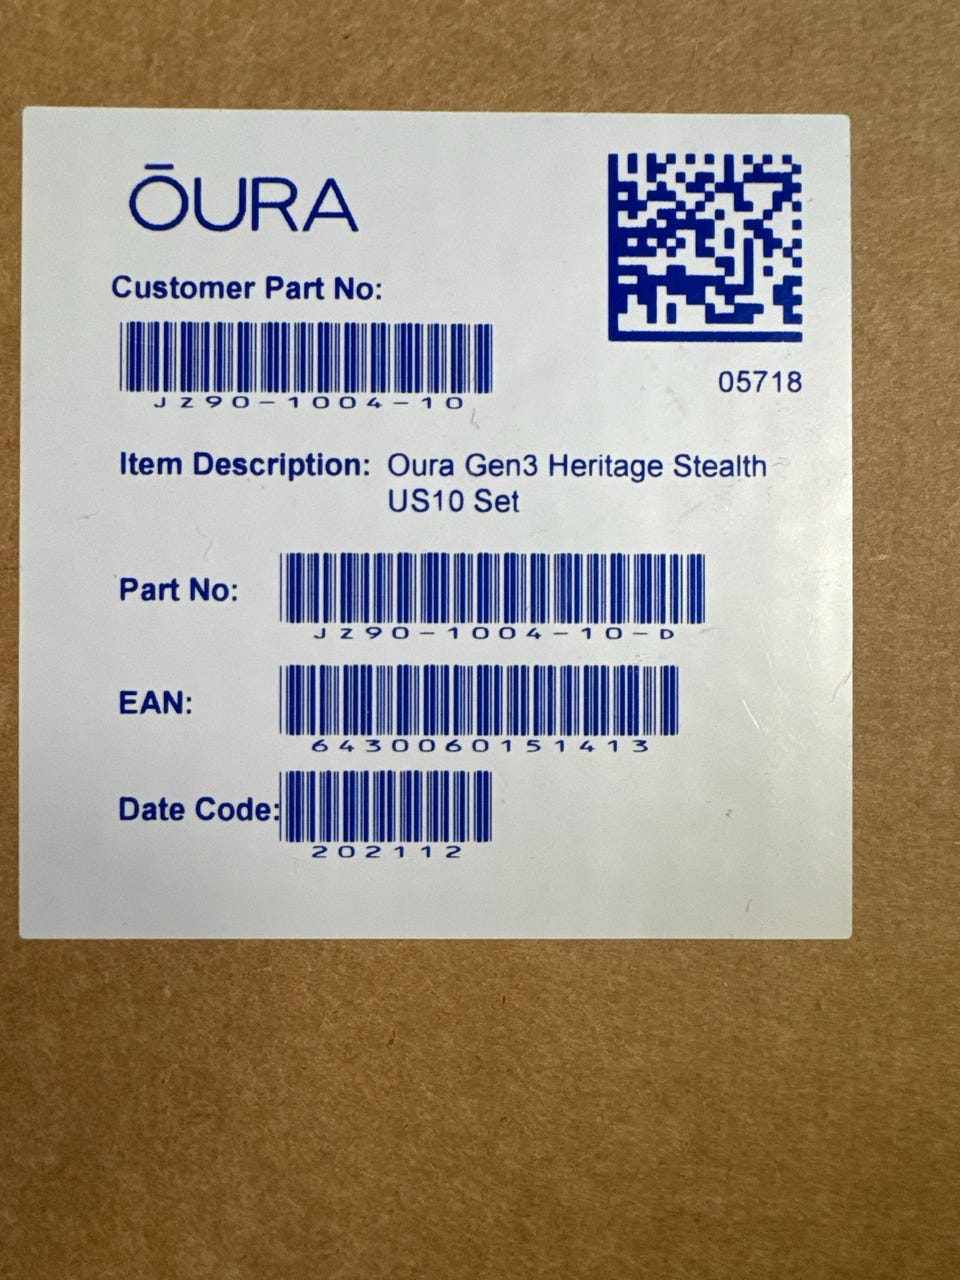 ŌURA
Customer Part No:
JZ90-1004-10
05718
Item Description: Oura Gen3 Heritage Stealth
US10 Set
Part No:
JZ90-1004-10-D
EAN:
6430060151413
Date Code:
202112